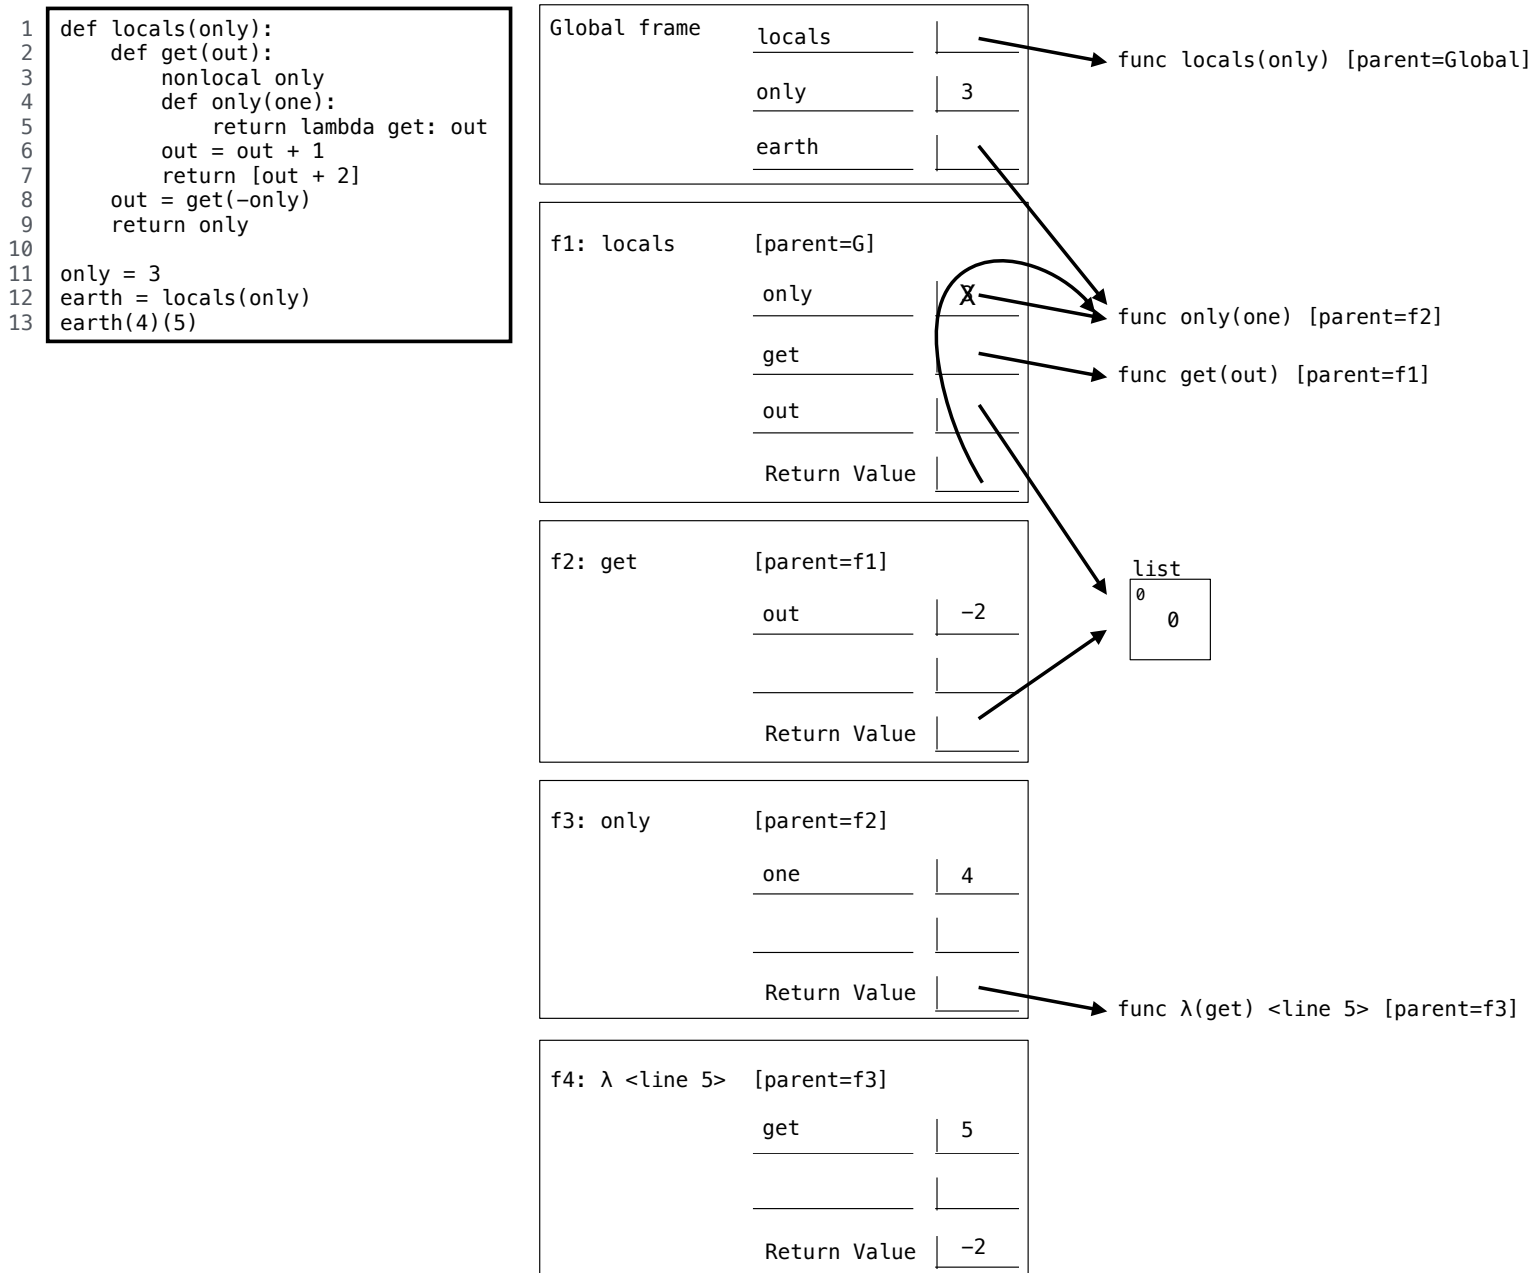 1 def locals(only):
2     def get(out):
3         nonlocal only
4         def only(one):
5             return lambda get: out
6         out = out + 1
7         return [out + 2]
8     out = get(−only)
9     return only
10
11 only = 3
12 earth = locals(only)
13 earth(4)(5)
Global frame
locals
func locals(only) [parent=Global]
only 3
earth
f1: locals [parent=G]
only 3
func only(one) [parent=f2]
get
func get(out) [parent=f1]
out
Return Value
f2: get [parent=f1]
list
0
0
out −2
Return Value
f3: only [parent=f2]
one 4
Return Value
func λ(get) <line 5> [parent=f3]
f4: λ <line 5> [parent=f3]
get 5
Return Value −2